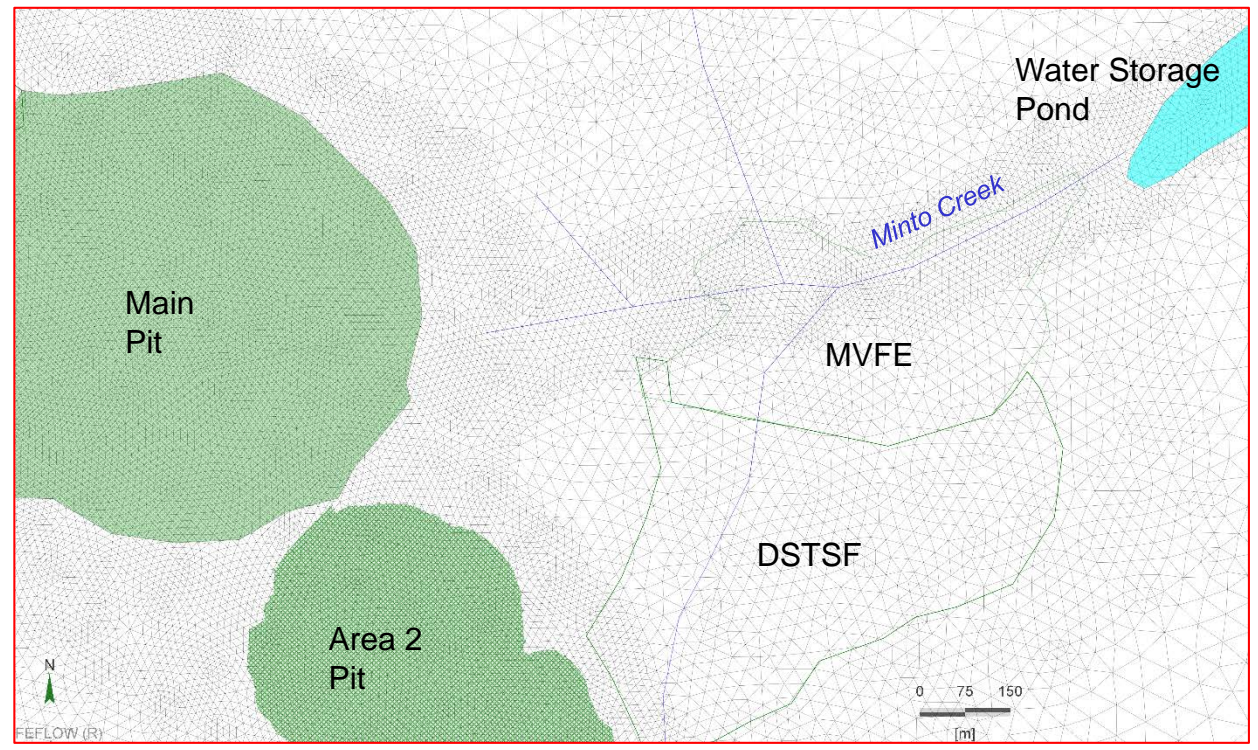 Water Storage
Pond
Minto Creek
Main
Pit
MVFE
DSTSF
Area 2
Pit
N
0 75 150
[m]
FEFLOW (R)